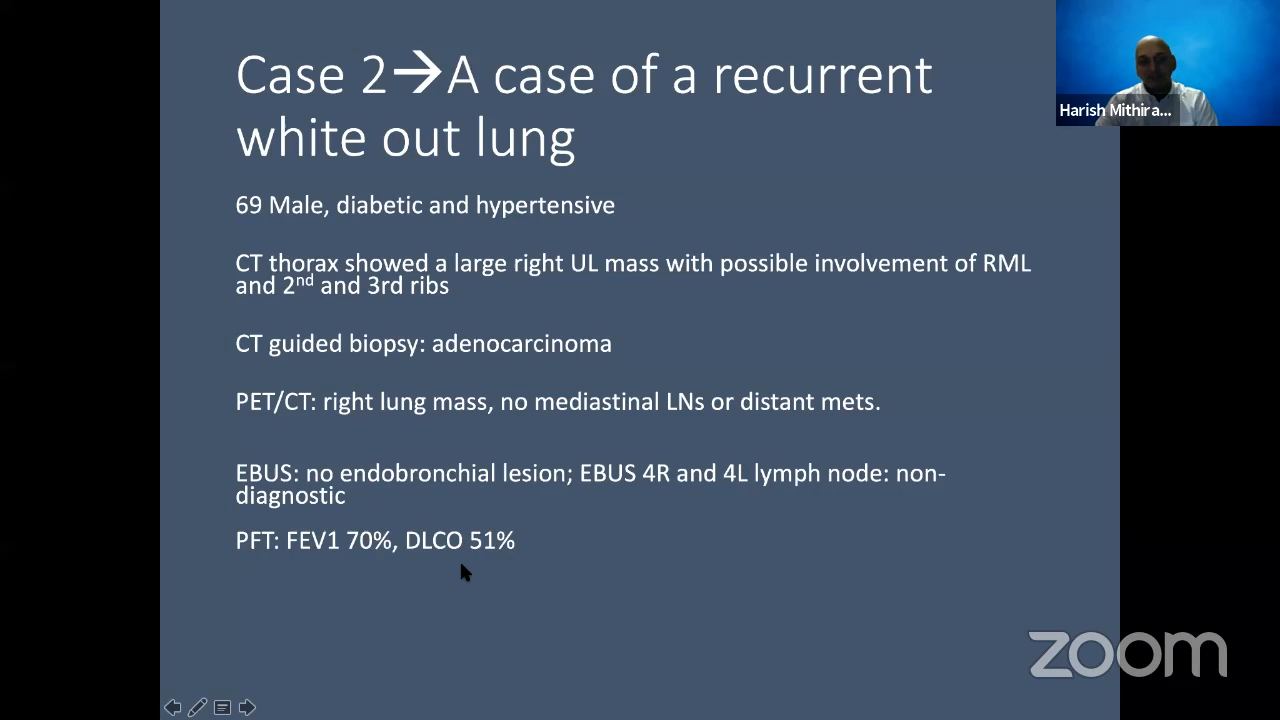 Case 2→A case of a recurrent
white out lung
Harish Mithira...
69 Male, diabetic and hypertensive
CT thorax showed a large right UL mass with possible involvement of RML
and 2nd and 3rd ribs
CT guided biopsy: adenocarcinoma
PET/CT: right lung mass, no mediastinal LNs or distant mets.
EBUS: no endobronchial lesion; EBUS 4R and 4L lymph node: non-
diagnostic
PFT: FEV1 70%, DLCO 51%
zoom